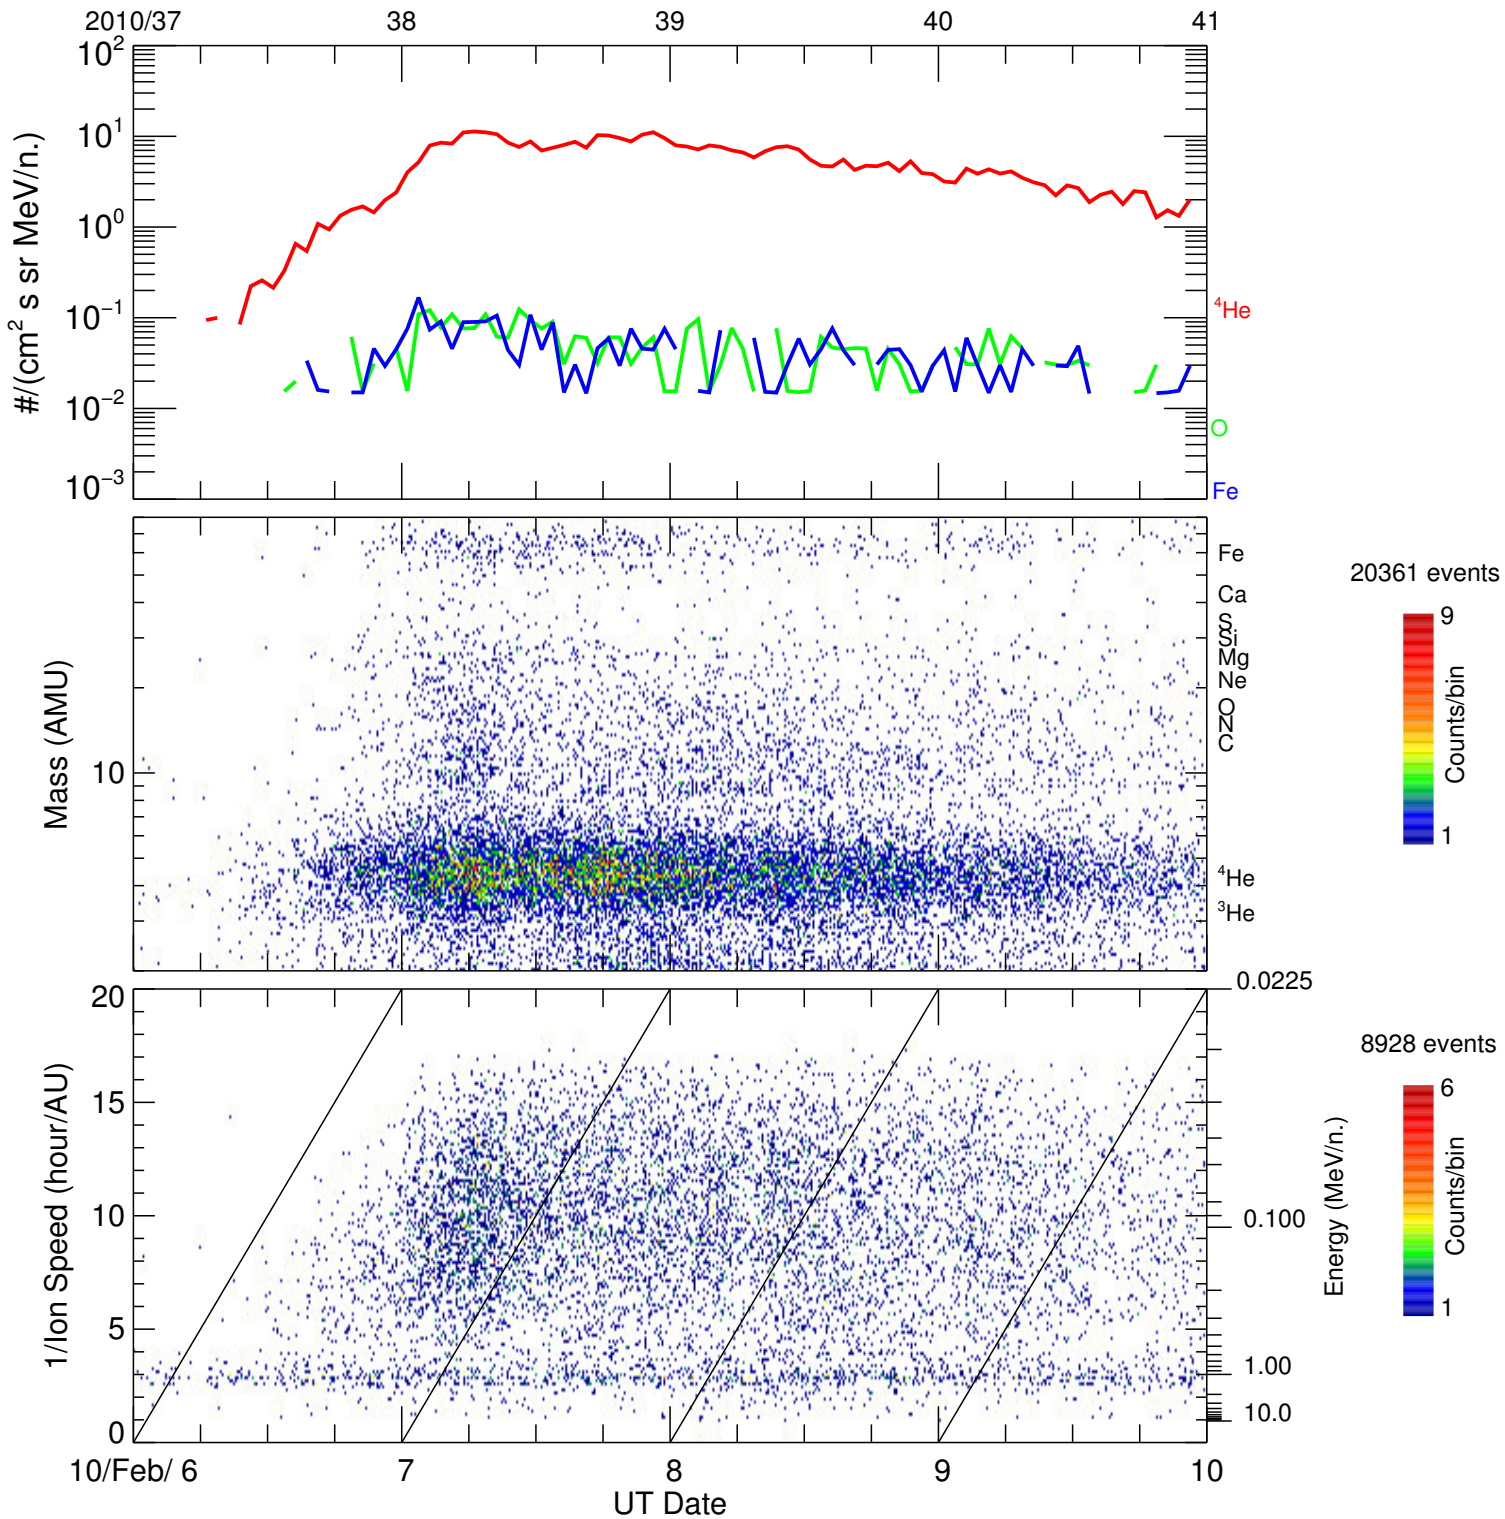 2010/37 38 39 40 41
10² 
10¹
10⁰
10⁻¹
10⁻²
10⁻³
#/(cm² s sr MeV/n.)
⁴He
O
Fe
Mass (AMU)
10
Fe
Ca
S
Si
Mg
Ne
O
N
C
⁴He
³He
20361 events
9
Counts/bin
1
1/Ion Speed (hour/AU)
20
15
10
5
0
0.0225
0.100
1.00
10.0
Energy (MeV/n.)
8928 events
6
Counts/bin
1
10/Feb/ 6 7 8 9 10
UT Date